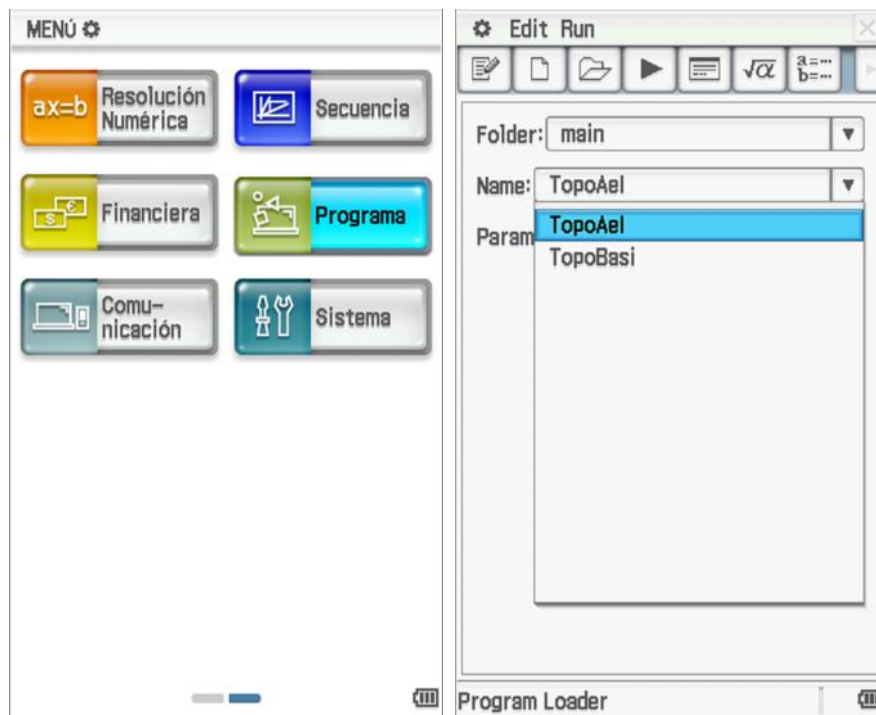 MENÚ
ax=b
Resolución
Numérica
Secuencia
$ €
Financiera
Programa
Comu-
nicación
Sistema
Edit Run
√α
a=…
b=…
Folder: main
Name: TopoAel
Param
TopoAel
TopoBasi
Program Loader